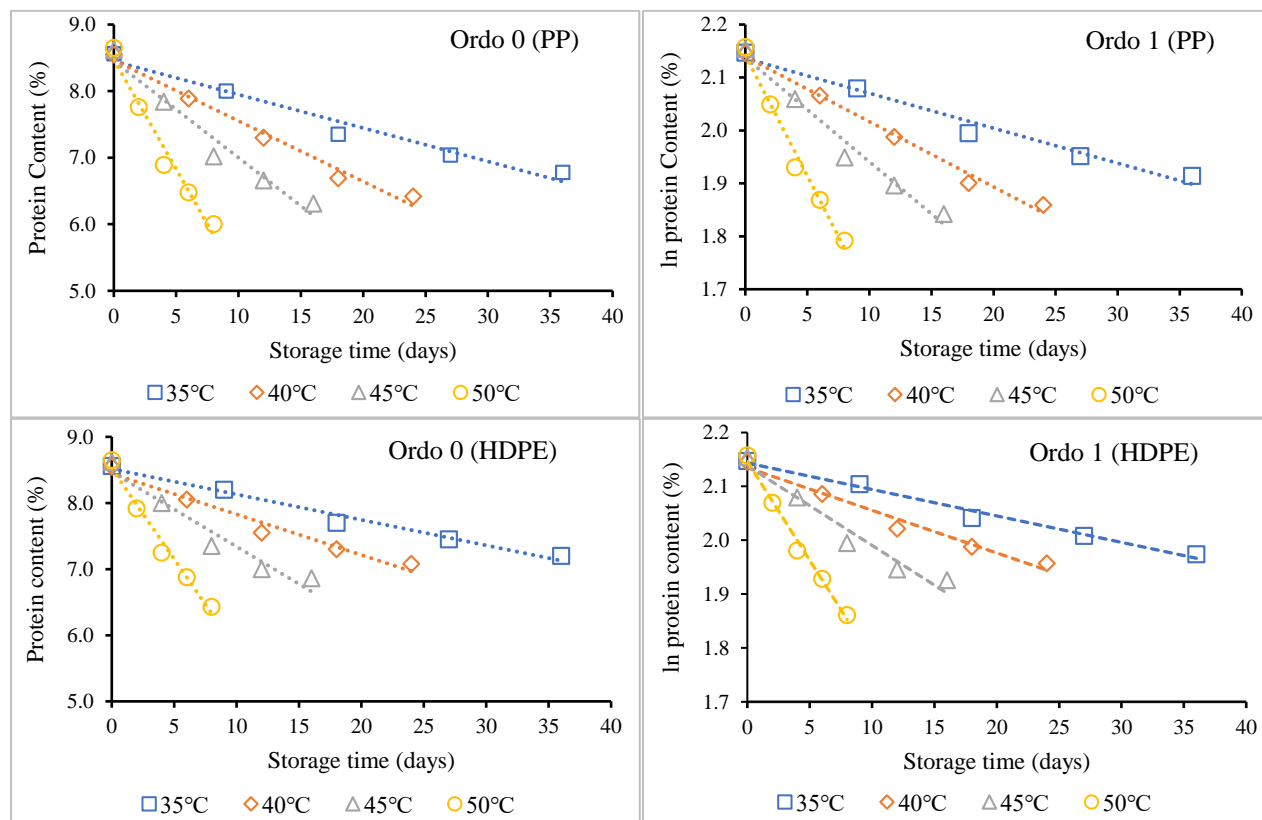 Ordo 0 (PP)
Protein Content (%)
9.0
8.0
7.0
6.0
5.0
0 5 10 15 20 25 30 35 40
Storage time (days)
35℃ 40℃ 45℃ 50℃
Ordo 1 (PP)
ln protein Content (%)
2.2
2.1
2.0
1.9
1.8
1.7
0 5 10 15 20 25 30 35 40
Storage time (days)
35℃ 40℃ 45℃ 50℃
Ordo 0 (HDPE)
Protein content (%)
9.0
8.0
7.0
6.0
5.0
0 5 10 15 20 25 30 35 40
Storage time (days)
35℃ 40℃ 45℃ 50℃
Ordo 1 (HDPE)
ln protein content (%)
2.2
2.1
2.0
1.9
1.8
1.7
0 5 10 15 20 25 30 35 40
Storage time (days)
35℃ 40℃ 45℃ 50℃